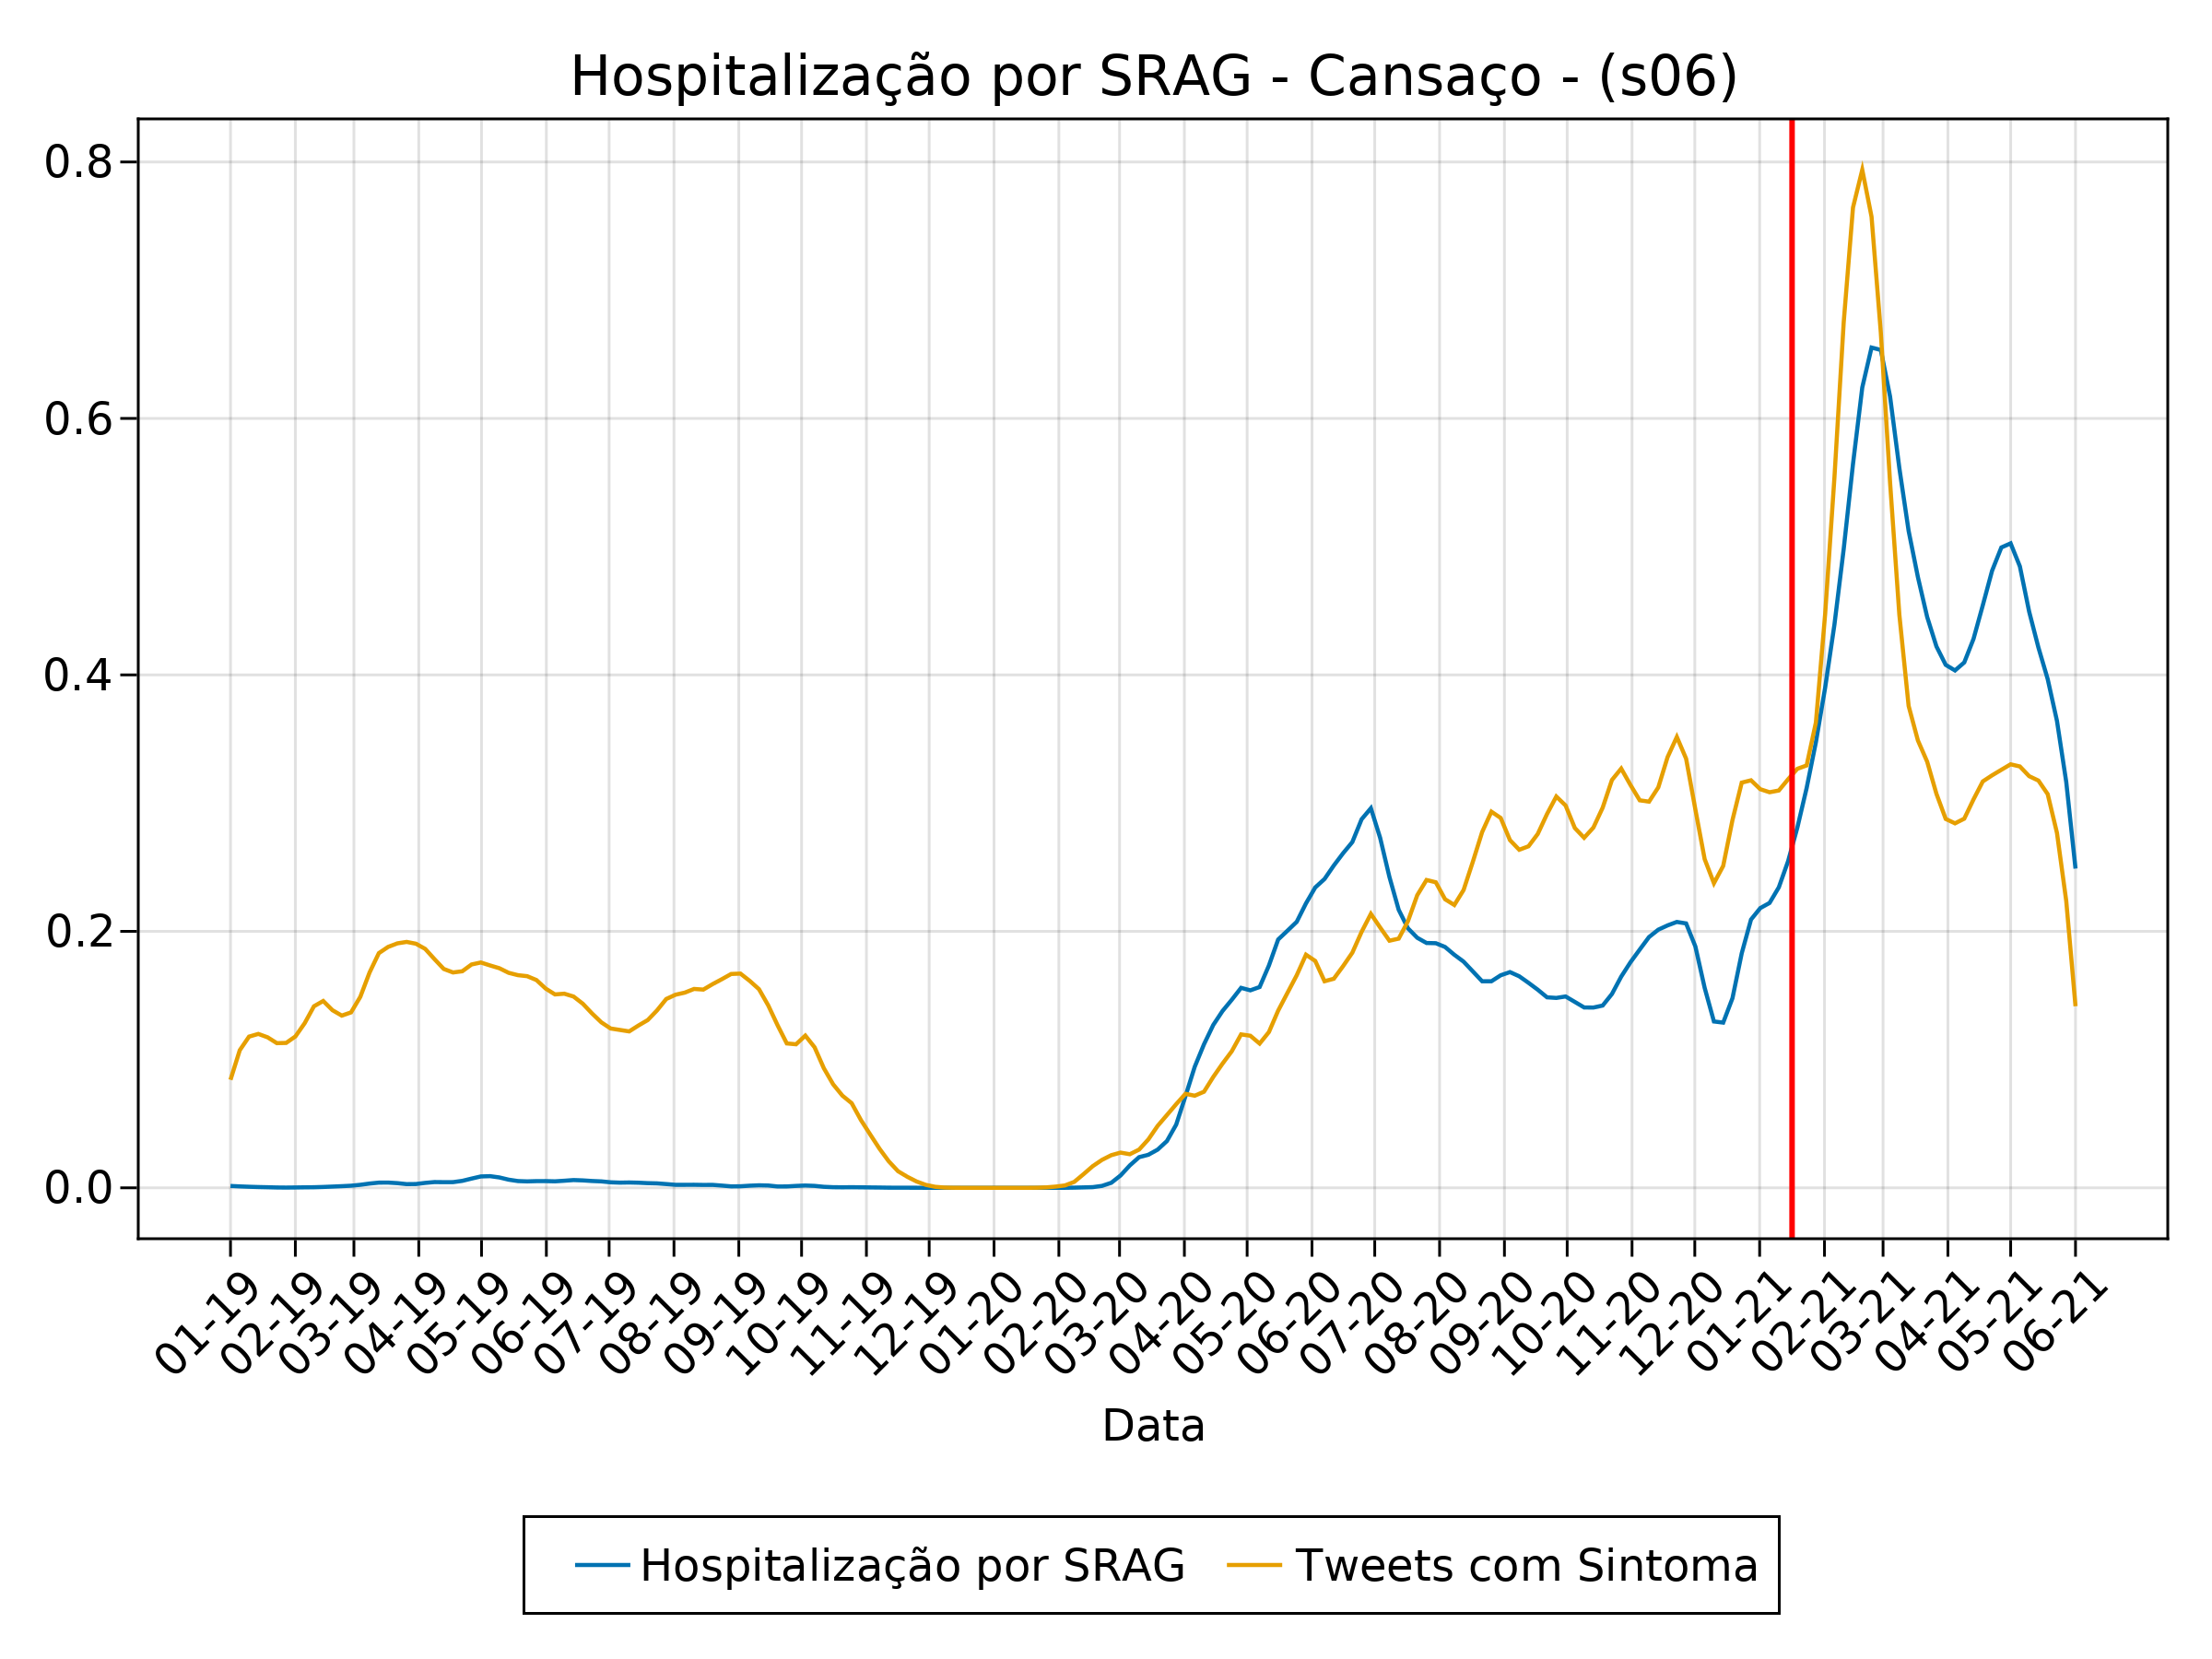 Hospitalização por SRAG - Cansaço - (s06)
0.8
0.6
0.4
0.2
0.0
01-19 02-19 03-19 04-19 05-19 06-19 07-19 08-19 09-19 10-19 11-19 12-19 01-20 02-20 03-20 04-20 05-20 06-20 07-20 08-20 09-20 10-20 11-20 12-20 01-21 02-21 03-21 04-21 05-21 06-21
Data
Hospitalização por SRAG Tweets com Sintoma